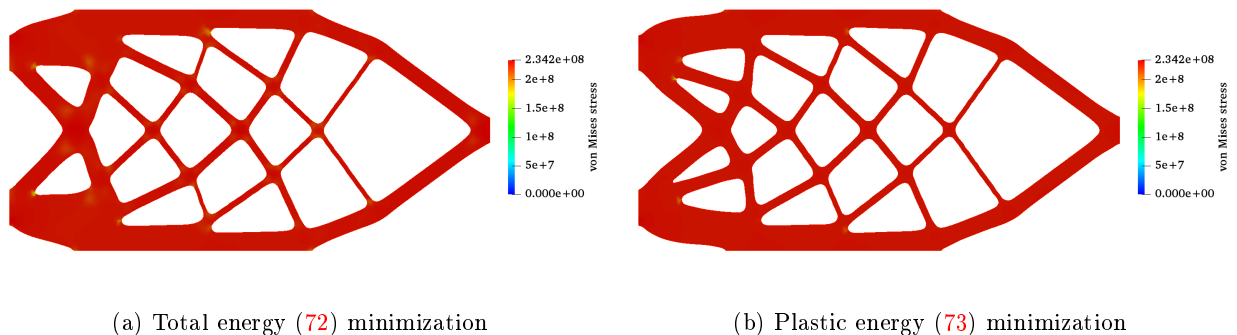 2.342e+08
2e+8
1.5e+8
1e+8
5e+7
0.000e+00
von Mises stress
2.342e+08
2e+8
1.5e+8
1e+8
5e+7
0.000e+00
von Mises stress
(a) Total energy (72) minimization
(b) Plastic energy (73) minimization